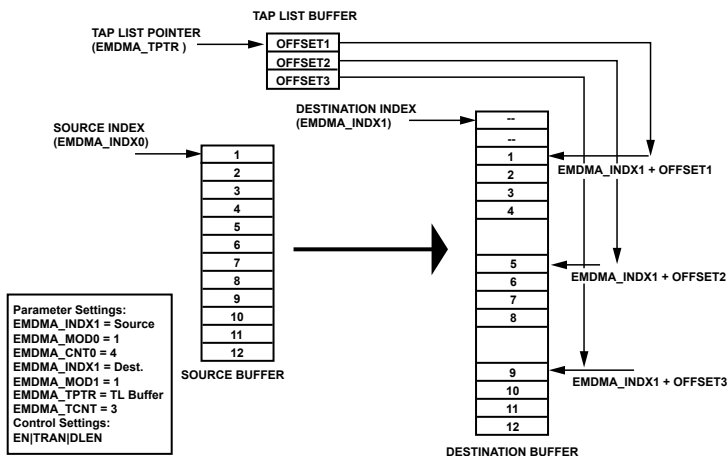 TAP LIST BUFFER
TAP LIST POINTER
(EMDMA_TPTR )
OFFSET1
OFFSET2
OFFSET3
SOURCE INDEX
(EMDMA_INDX0)
DESTINATION INDEX
(EMDMA_INDX1)
1
2
3
4
5
6
7
8
9
10
11
12
SOURCE BUFFER
--
--
1
2
3
4
5
6
7
8
9
10
11
12
DESTINATION BUFFER
EMDMA_INDX1 + OFFSET1
EMDMA_INDX1 + OFFSET2
EMDMA_INDX1 + OFFSET3
Parameter Settings:
EMDMA_INDX1 = Source
EMDMA_MOD0 = 1
EMDMA_CNT0 = 4
EMDMA_INDX1 = Dest.
EMDMA_MOD1 = 1
EMDMA_TPTR = TL Buffer
EMDMA_TCNT = 3
Control Settings:
EN|TRAN|DLEN